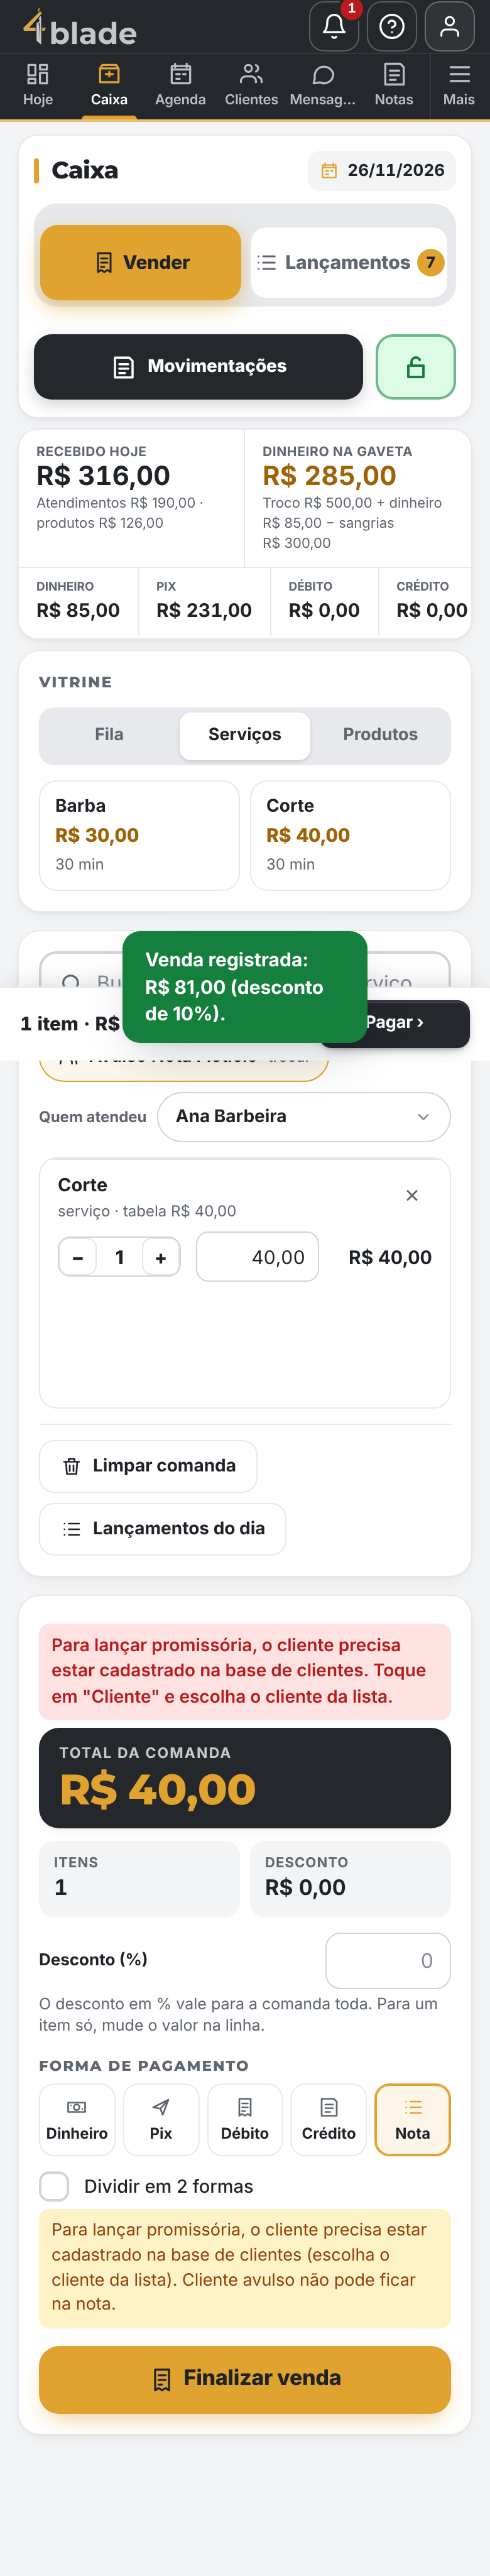 4blade
1
Hoje
Caixa
Agenda
Clientes
Mensag...
Notas
Mais
Caixa
26/11/2026
Vender
Lançamentos 7
Movimentações
RECEBIDO HOJE
R$ 316,00
Atendimentos R$ 190,00 ·
produtos R$ 126,00
DINHEIRO NA GAVETA
R$ 285,00
Troco R$ 500,00 + dinheiro
R$ 85,00 − sangrias
R$ 300,00
DINHEIRO
R$ 85,00
PIX
R$ 231,00
DÉBITO
R$ 0,00
CRÉDITO
R$ 0,00
VITRINE
Fila
Serviços
Produtos
Barba
R$ 30,00
30 min
Corte
R$ 40,00
30 min
Venda registrada:
R$ 81,00 (desconto
de 10%).
1 item · R$
Pagar ›
Quem atendeu
Ana Barbeira
Corte
serviço · tabela R$ 40,00
− 1 +
40,00
R$ 40,00
Limpar comanda
Lançamentos do dia
Para lançar promissória, o cliente precisa
estar cadastrado na base de clientes. Toque
em "Cliente" e escolha o cliente da lista.
TOTAL DA COMANDA
R$ 40,00
ITENS
1
DESCONTO
R$ 0,00
Desconto (%)
0
O desconto em % vale para a comanda toda. Para um
item só, mude o valor na linha.
FORMA DE PAGAMENTO
Dinheiro
Pix
Débito
Crédito
Nota
Dividir em 2 formas
Para lançar promissória, o cliente precisa estar
cadastrado na base de clientes (escolha o
cliente da lista). Cliente avulso não pode ficar
na nota.
Finalizar venda